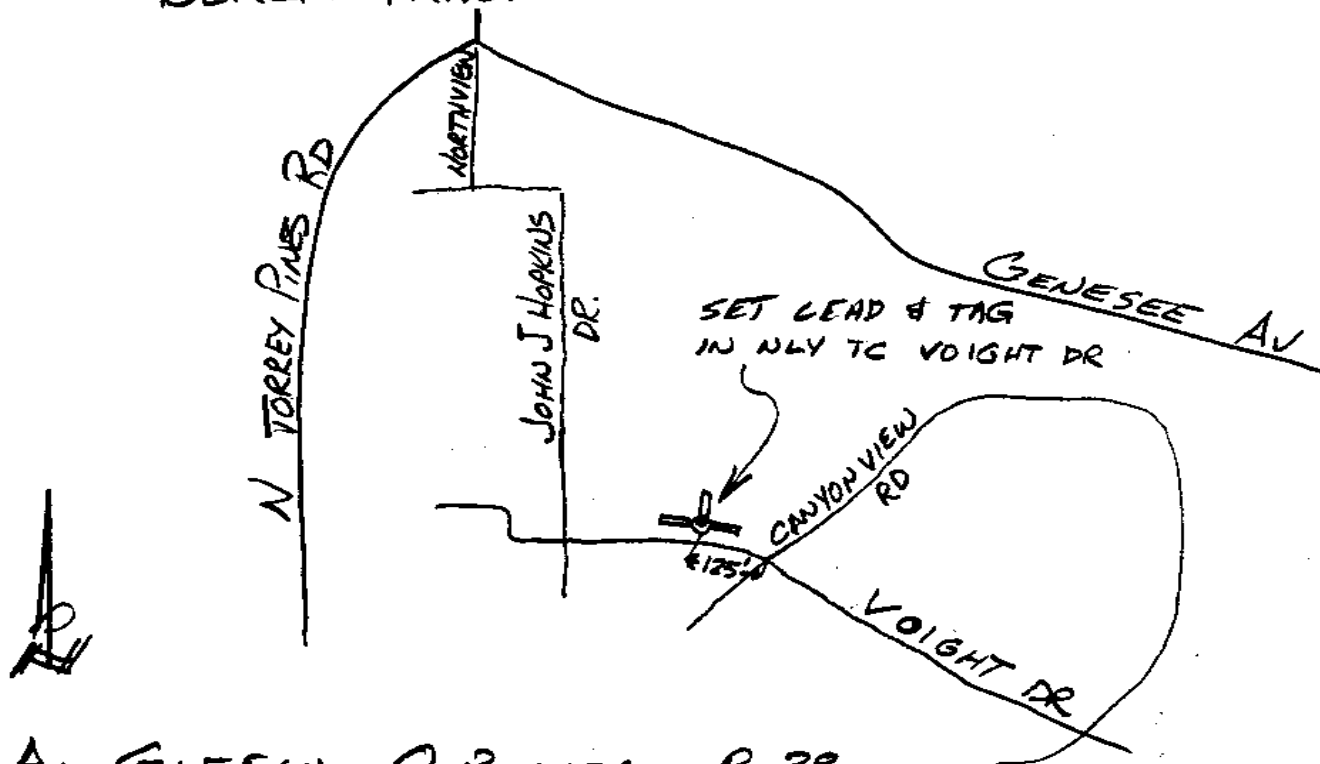 NORTHVIEW
N TORREY PINES RD
JOHN J HOPKINS
DR.
GENESEE AV
SET LEAD & TAG
IN NLY TC VOIGHT DR
CANYON VIEW
RD
125'
VOIGHT DR